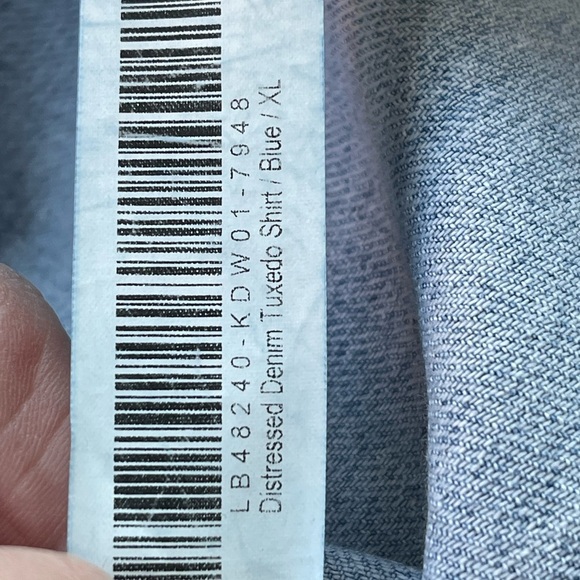 LB48240-KDW01-7948
Distressed Denim Tuxedo Shirt / Blue / XL